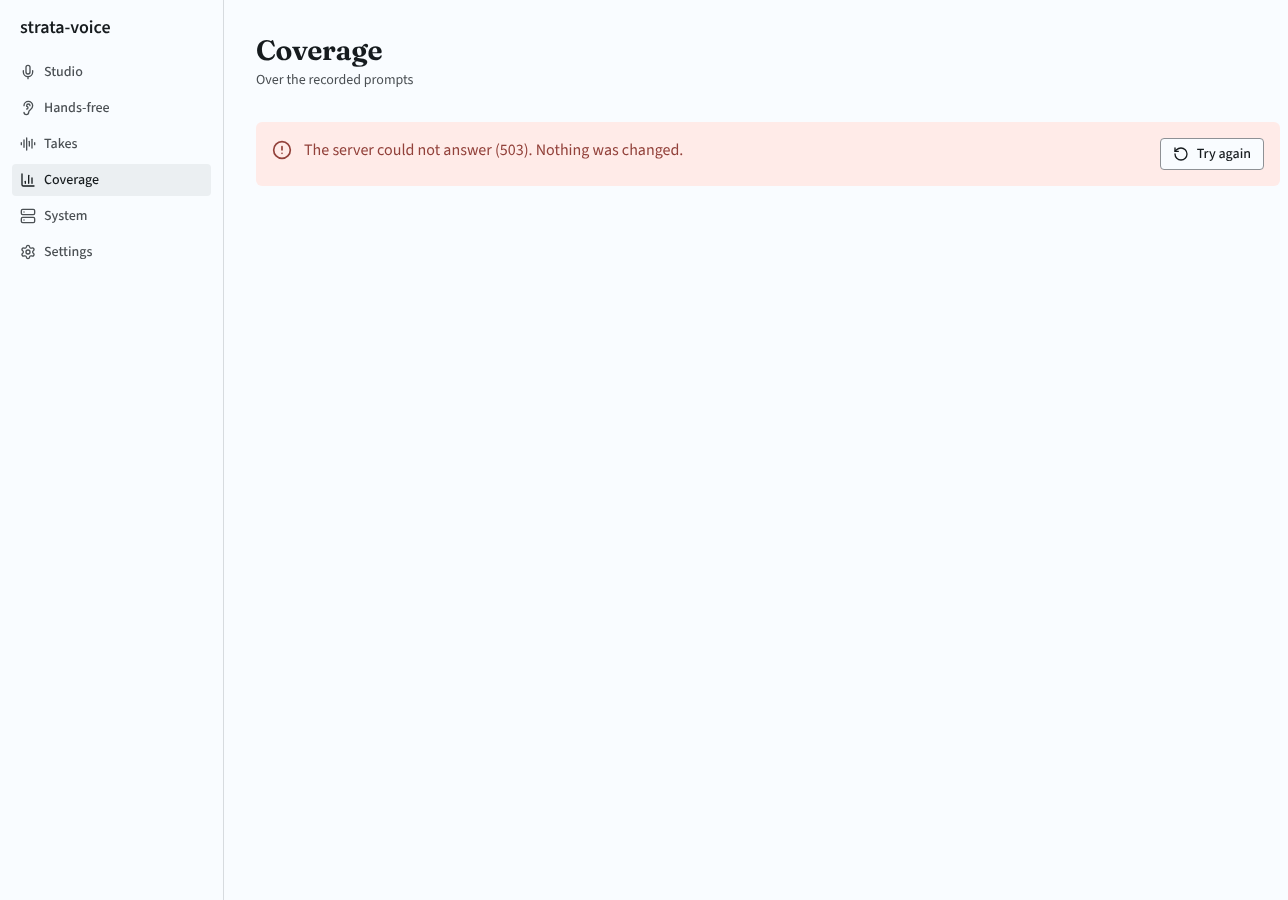 strata-voice
Studio
Hands-free
Takes
Coverage
System
Settings
Coverage
Over the recorded prompts
The server could not answer (503). Nothing was changed.
Try again